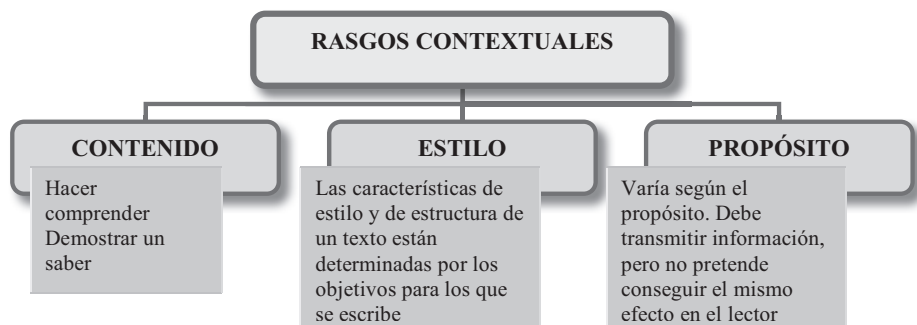 RASGOS CONTEXTUALES
CONTENIDO
Hacer
comprender
Demostrar un
saber
ESTILO
Las características de
estilo y de estructura de
un texto están
determinadas por los
objetivos para los que
se escribe
PROPÓSITO
Varía según el
propósito. Debe
transmitir información,
pero no pretende
conseguir el mismo
efecto en el lector